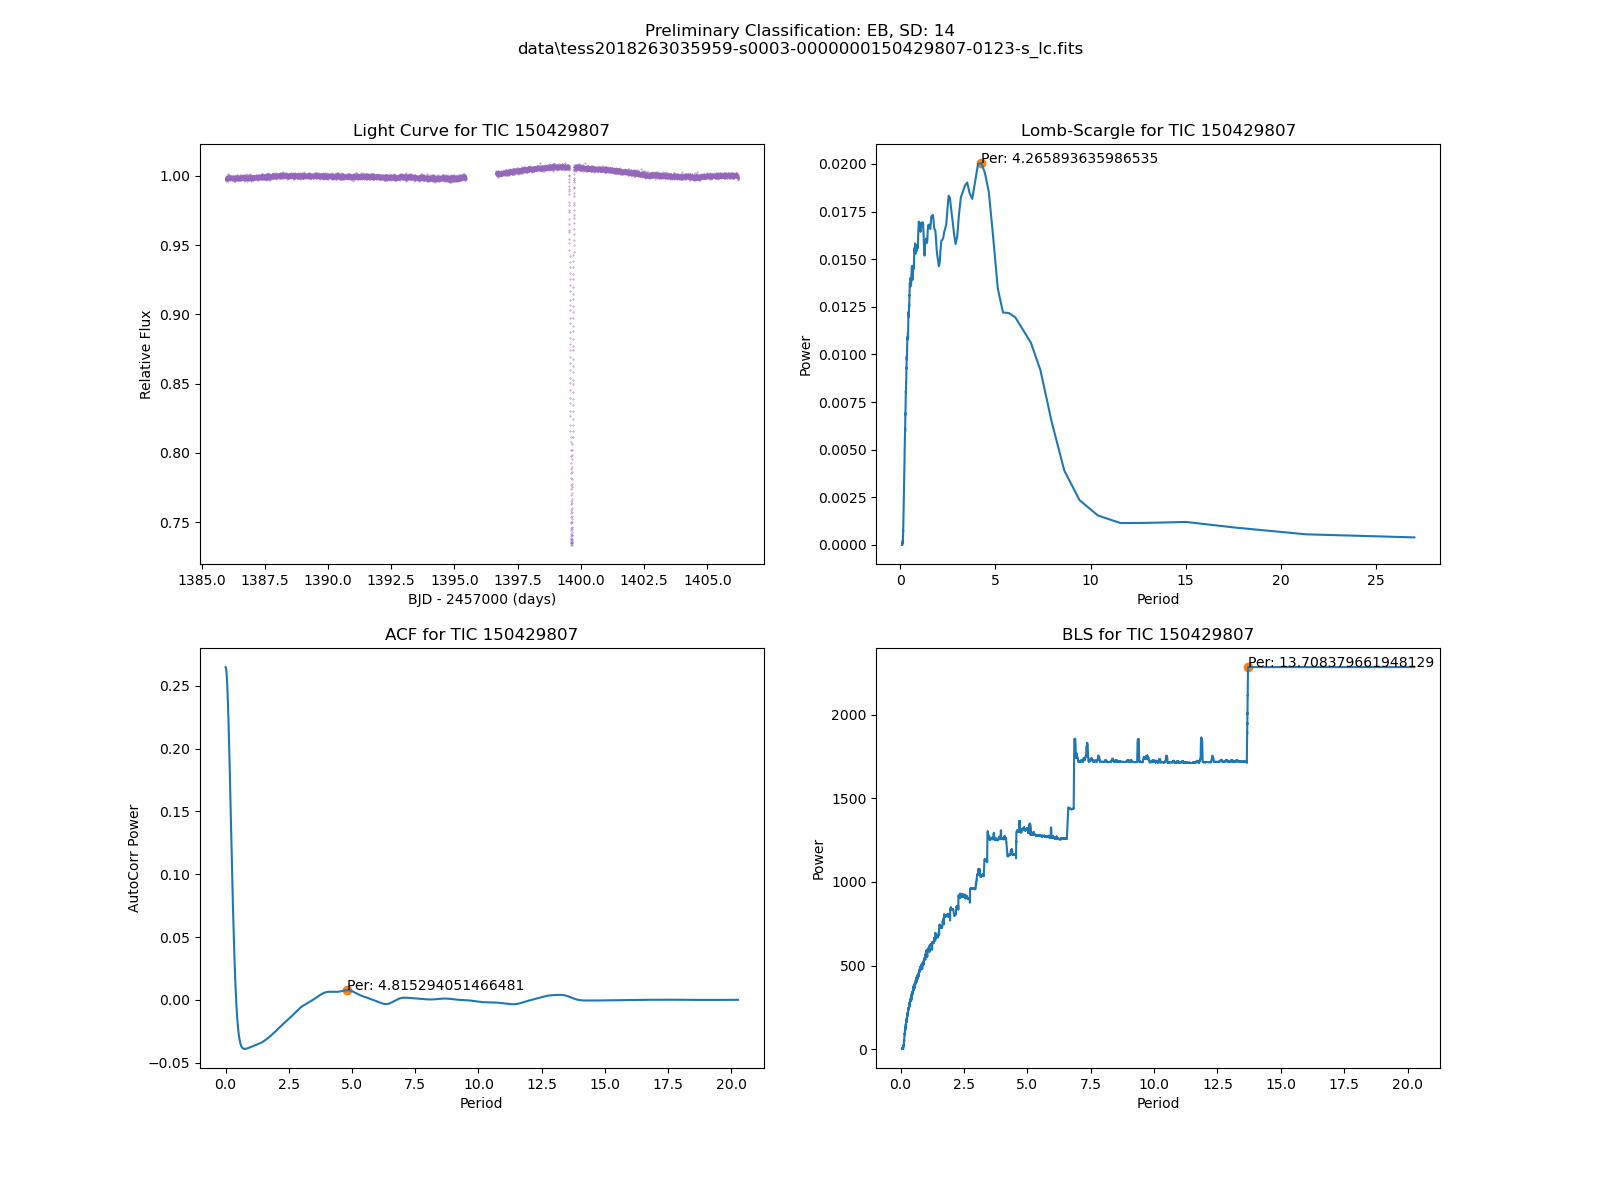 Preliminary Classification: EB, SD: 14
data\tess2018263035959-s0003-0000000150429807-0123-s_lc.fits
Light Curve for TIC 150429807
1.00
0.95
0.90
0.85
0.80
0.75
Relative Flux
1385.0 1387.5 1390.0 1392.5 1395.0 1397.5 1400.0 1402.5 1405.0
BJD - 2457000 (days)
Lomb-Scargle for TIC 150429807
Per: 4.265893635986535
0.0200
0.0175
0.0150
0.0125
0.0100
0.0075
0.0050
0.0025
0.0000
Power
0 5 10 15 20 25
Period
ACF for TIC 150429807
0.25
0.20
0.15
0.10
0.05
0.00
−0.05
AutoCorr Power
Per: 4.815294051466481
0.0 2.5 5.0 7.5 10.0 12.5 15.0 17.5 20.0
Period
BLS for TIC 150429807
Per: 13.708379661948129
2000
1500
1000
500
0
Power
0.0 2.5 5.0 7.5 10.0 12.5 15.0 17.5 20.0
Period